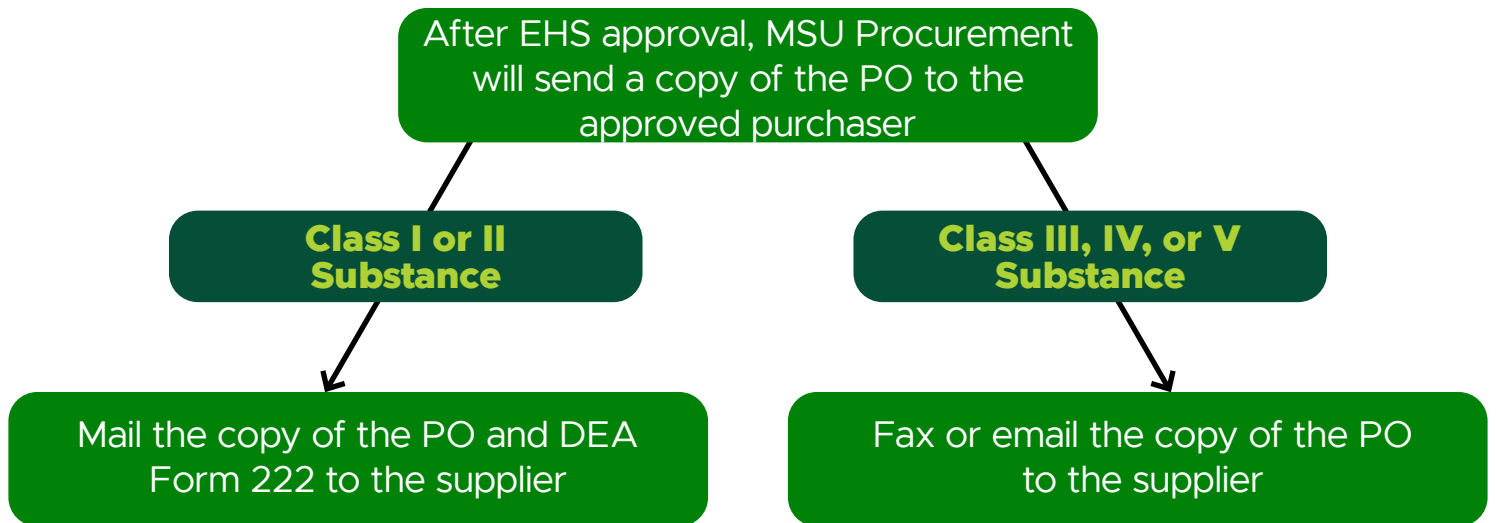 After EHS approval, MSU Procurement
will send a copy of the PO to the
approved purchaser
Class I or II
Substance
Class III, IV, or V
Substance
Mail the copy of the PO and DEA
Form 222 to the supplier
Fax or email the copy of the PO
to the supplier